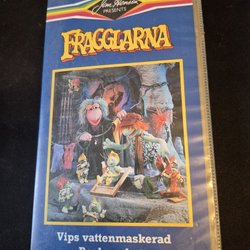 Jim Henson
PRESENTS
FRAGGLARNA
Vips vattenmaskerad